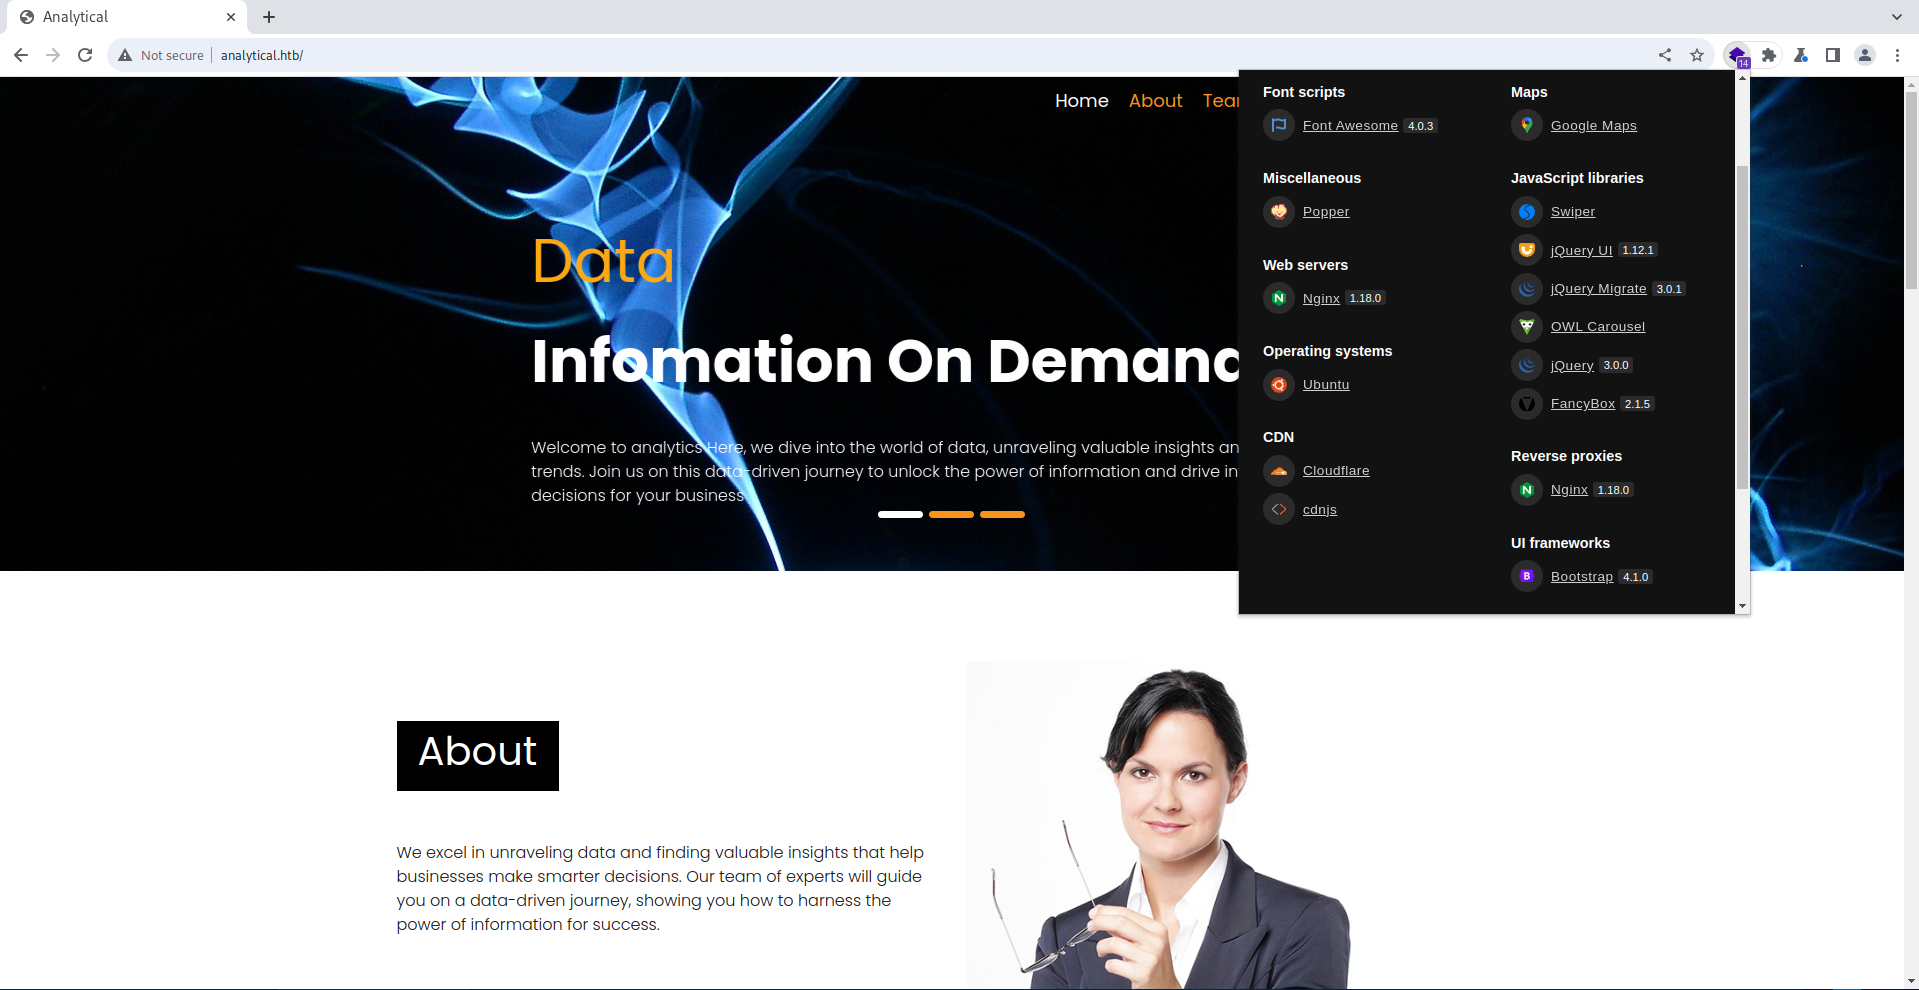 Analytical
Not secure
analytical.htb/
14
Home About Tea
Data
Infomation On Demand
Welcome to analytics Here, we dive into the world of data, unraveling valuable insights an
trends. Join us on this data-driven journey to unlock the power of information and drive in
decisions for your business
Font scripts
Font Awesome 4.0.3
Miscellaneous
Popper
Web servers
Nginx 1.18.0
Operating systems
Ubuntu
CDN
Cloudflare
cdnjs
Maps
Google Maps
JavaScript libraries
Swiper
jQuery UI 1.12.1
jQuery Migrate 3.0.1
OWL Carousel
jQuery 3.0.0
FancyBox 2.1.5
Reverse proxies
Nginx 1.18.0
UI frameworks
Bootstrap 4.1.0
About
We excel in unraveling data and finding valuable insights that help
businesses make smarter decisions. Our team of experts will guide
you on a data-driven journey, showing you how to harness the
power of information for success.